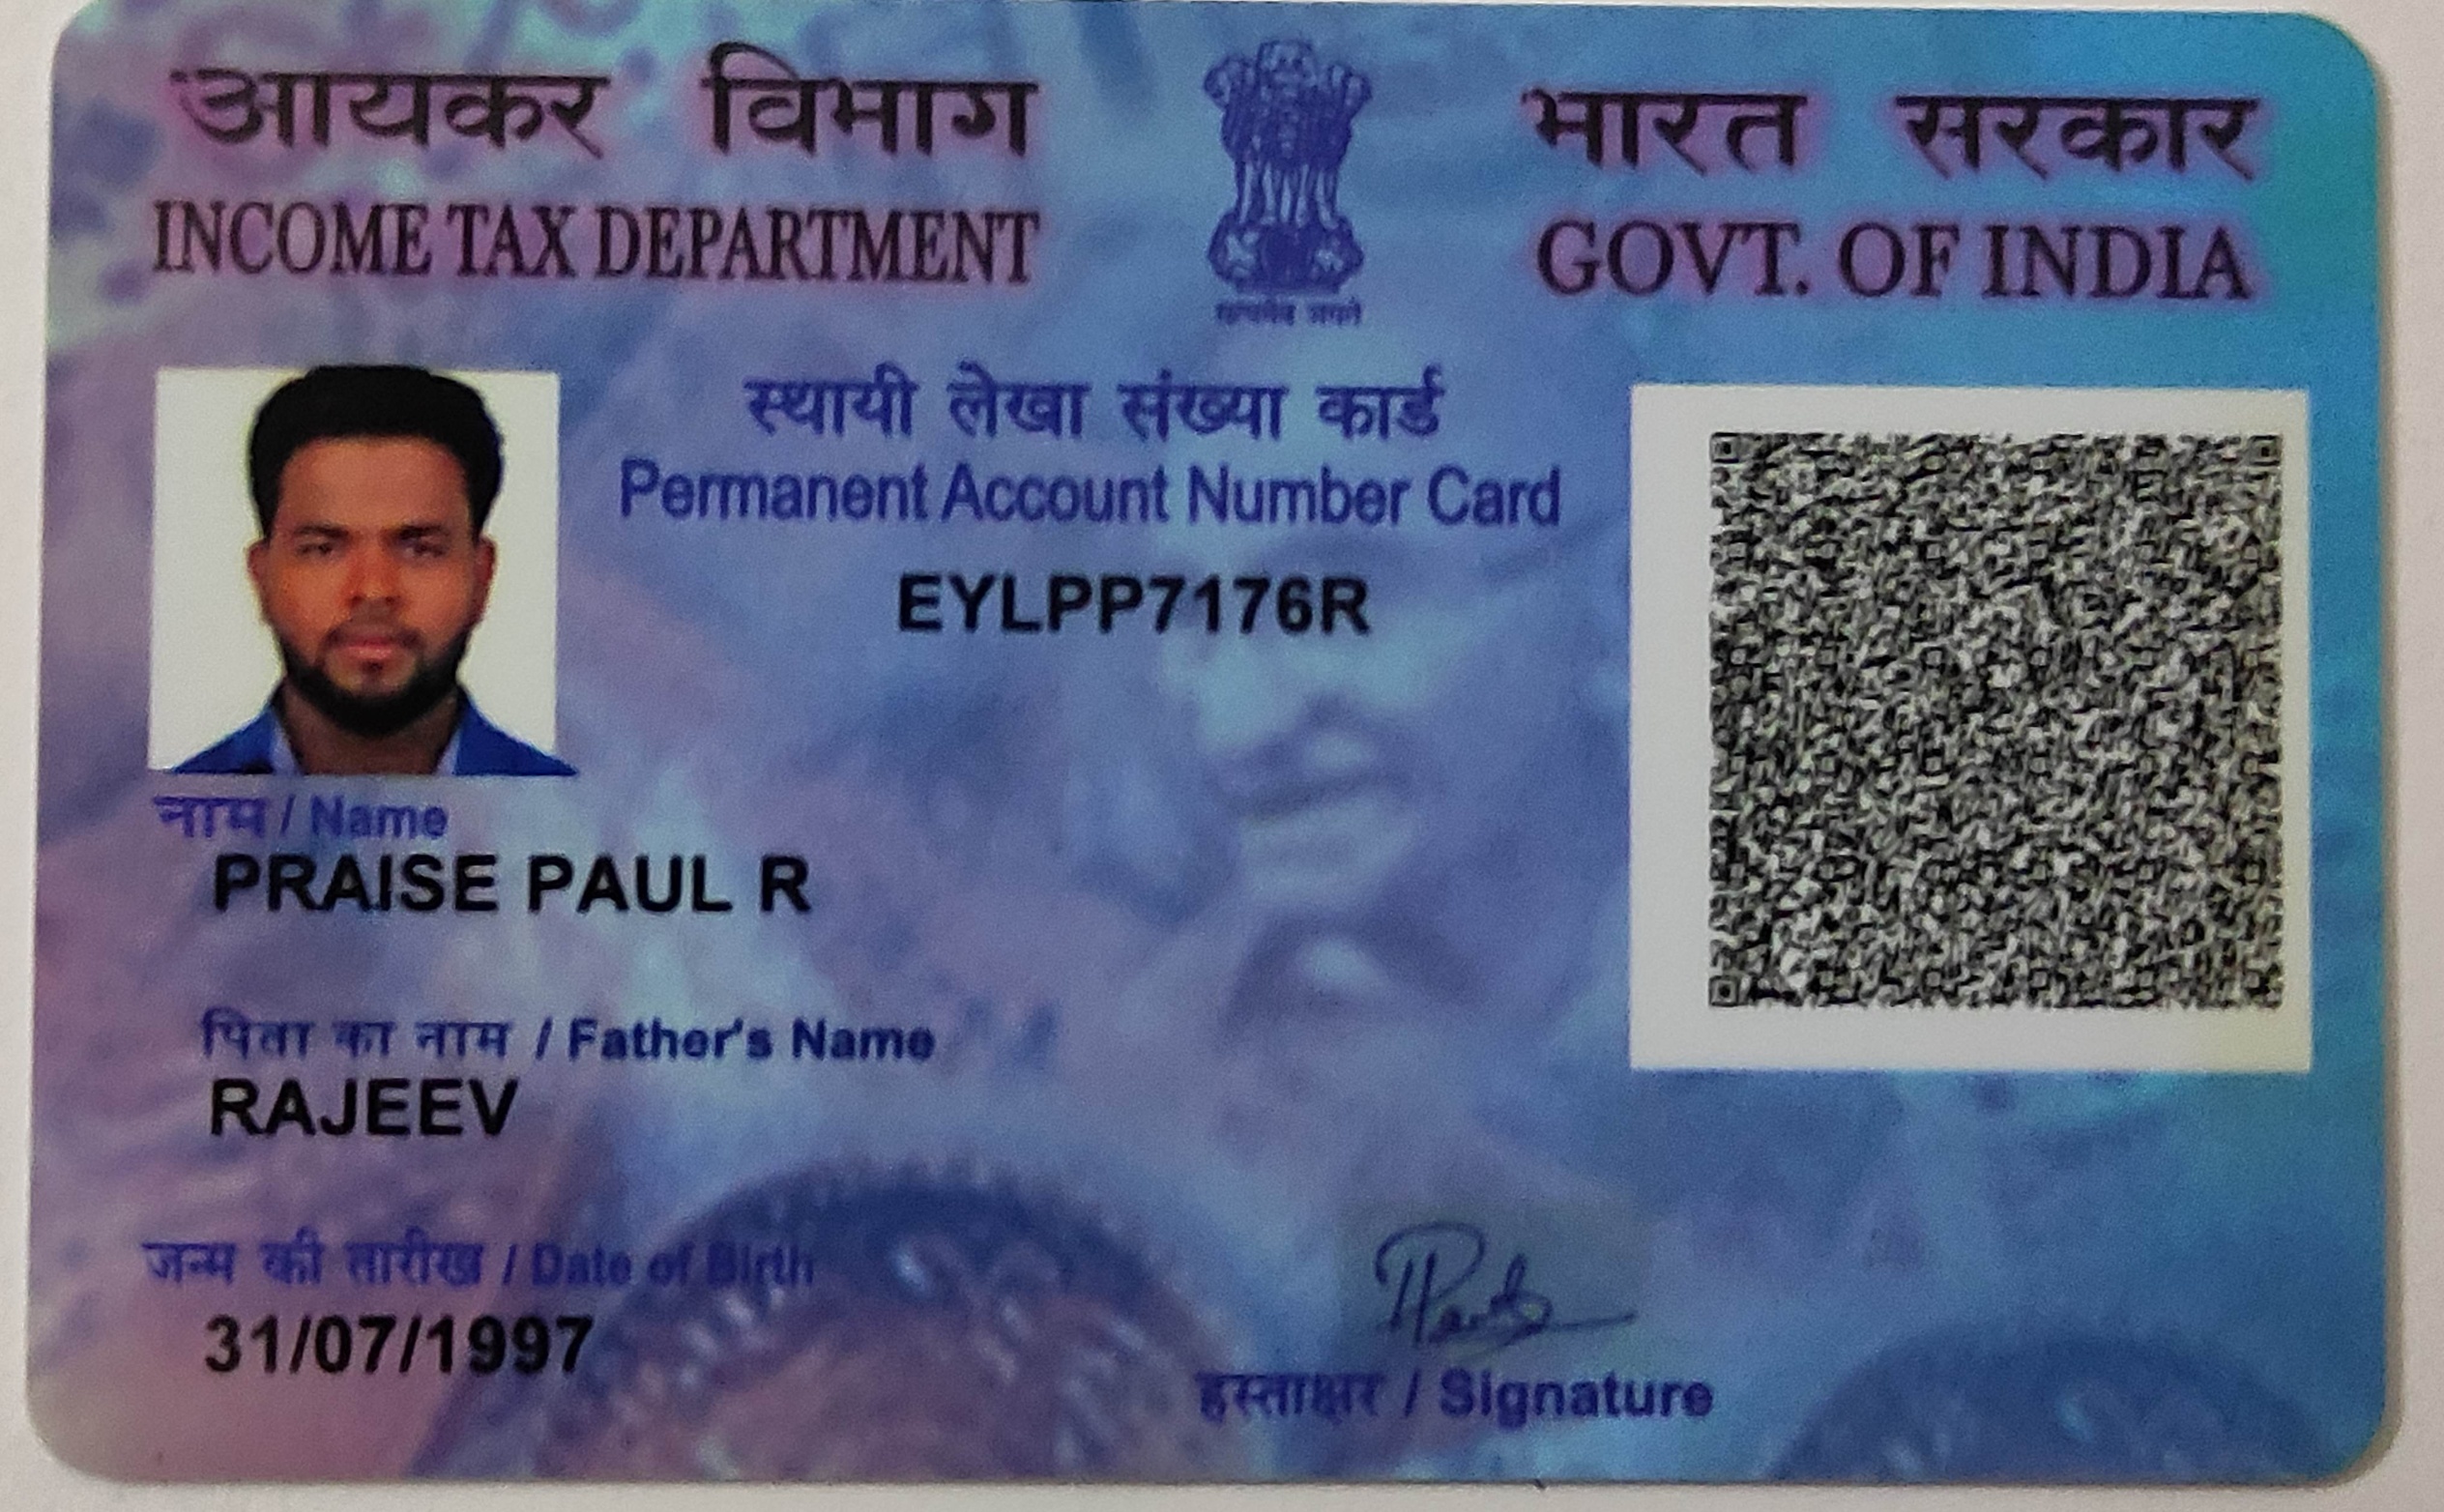 आयकर विभाग
INCOME TAX DEPARTMENT
भारत सरकार
GOVT. OF INDIA
सत्यमेव जयते
स्थायी लेखा संख्या कार्ड
Permanent Account Number Card
EYLPP7176R
नाम / Name
PRAISE PAUL R
पिता का नाम / Father's Name
RAJEEV
जन्म की तारीख / Date of Birth
31/07/1997
हस्ताक्षर / Signature